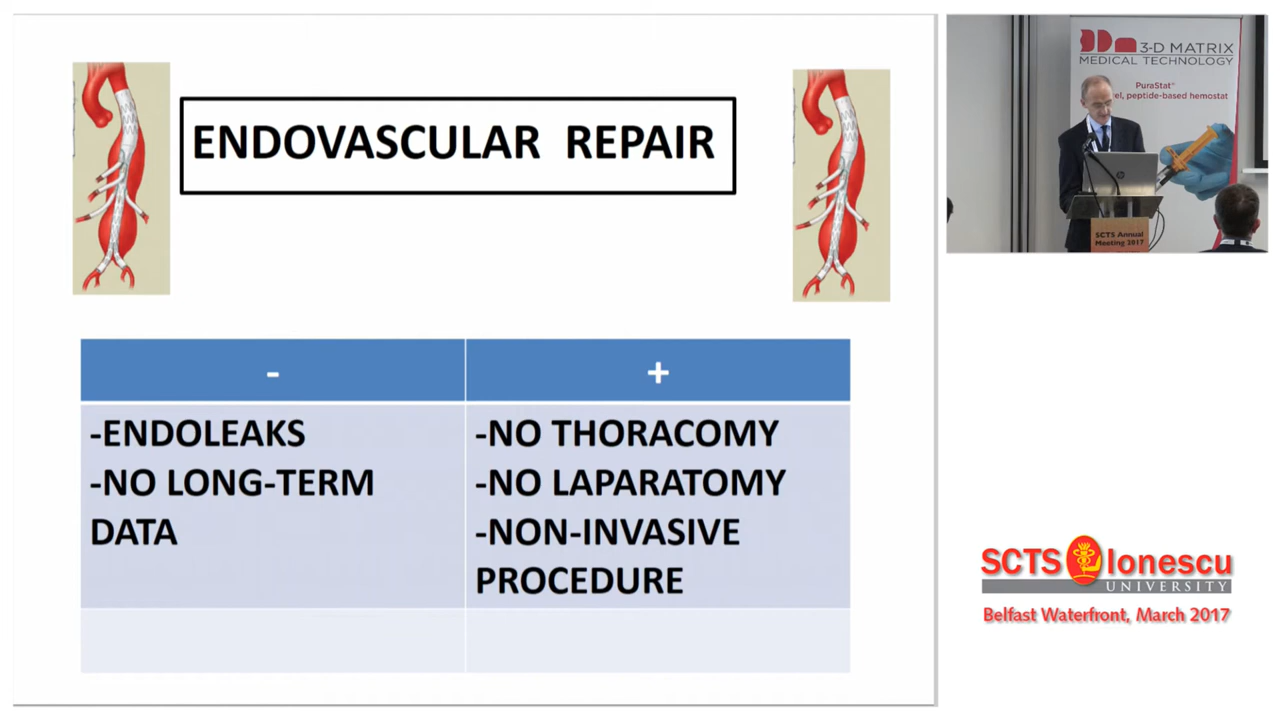 ENDOVASCULAR REPAIR
-
+
-ENDOLEAKS
-NO LONG-TERM
DATA
-NO THORACOMY
-NO LAPARATOMY
-NON-INVASIVE
PROCEDURE
3-D MATRIX
MEDICAL TECHNOLOGY
PuraStat®
peptide-based hemostat
hp
SCTS Annual
Meeting 2017
SCTS Ionescu
UNIVERSITY
Belfast Waterfront, March 2017